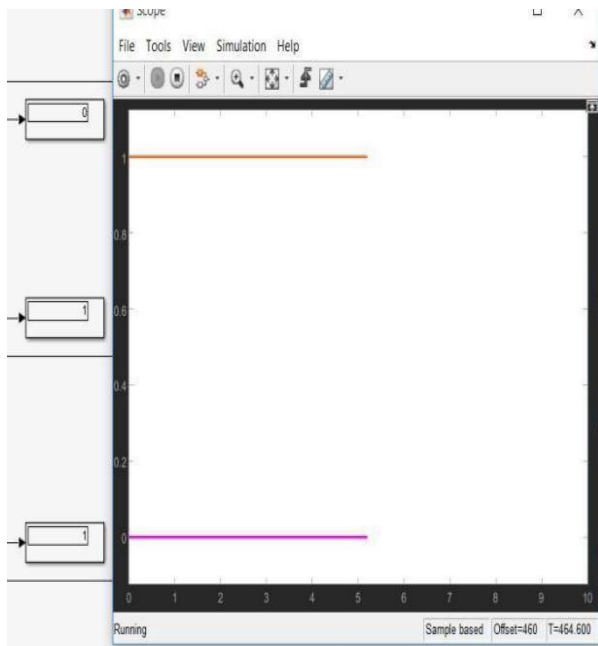 Scope
File Tools View Simulation Help
0
1
1
1
0.8
0.6
0.4
0.2
0
0 1 2 3 4 5 6 7 8 9 10
Running Sample based Offset=460 T=464.600